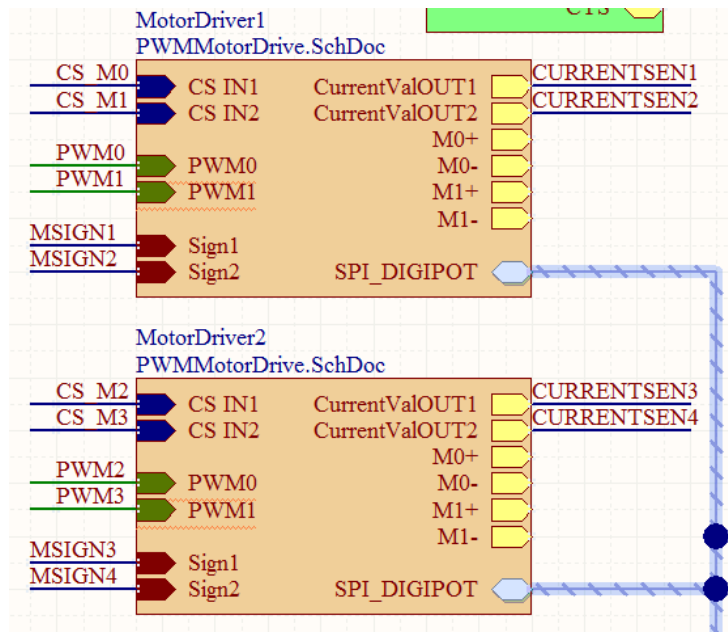 CTS
MotorDriver1
PWMMotorDrive.SchDoc
CS_M0 CS IN1 CurrentValOUT1 CURRENTSEN1
CS_M1 CS IN2 CurrentValOUT2 CURRENTSEN2
M0+
PWM0 PWM0 M0-
PWM1 PWM1 M1+
M1-
MSIGN1 Sign1
MSIGN2 Sign2 SPI_DIGIPOT
MotorDriver2
PWMMotorDrive.SchDoc
CS_M2 CS IN1 CurrentValOUT1 CURRENTSEN3
CS_M3 CS IN2 CurrentValOUT2 CURRENTSEN4
M0+
PWM2 PWM0 M0-
PWM3 PWM1 M1+
M1-
MSIGN3 Sign1
MSIGN4 Sign2 SPI_DIGIPOT